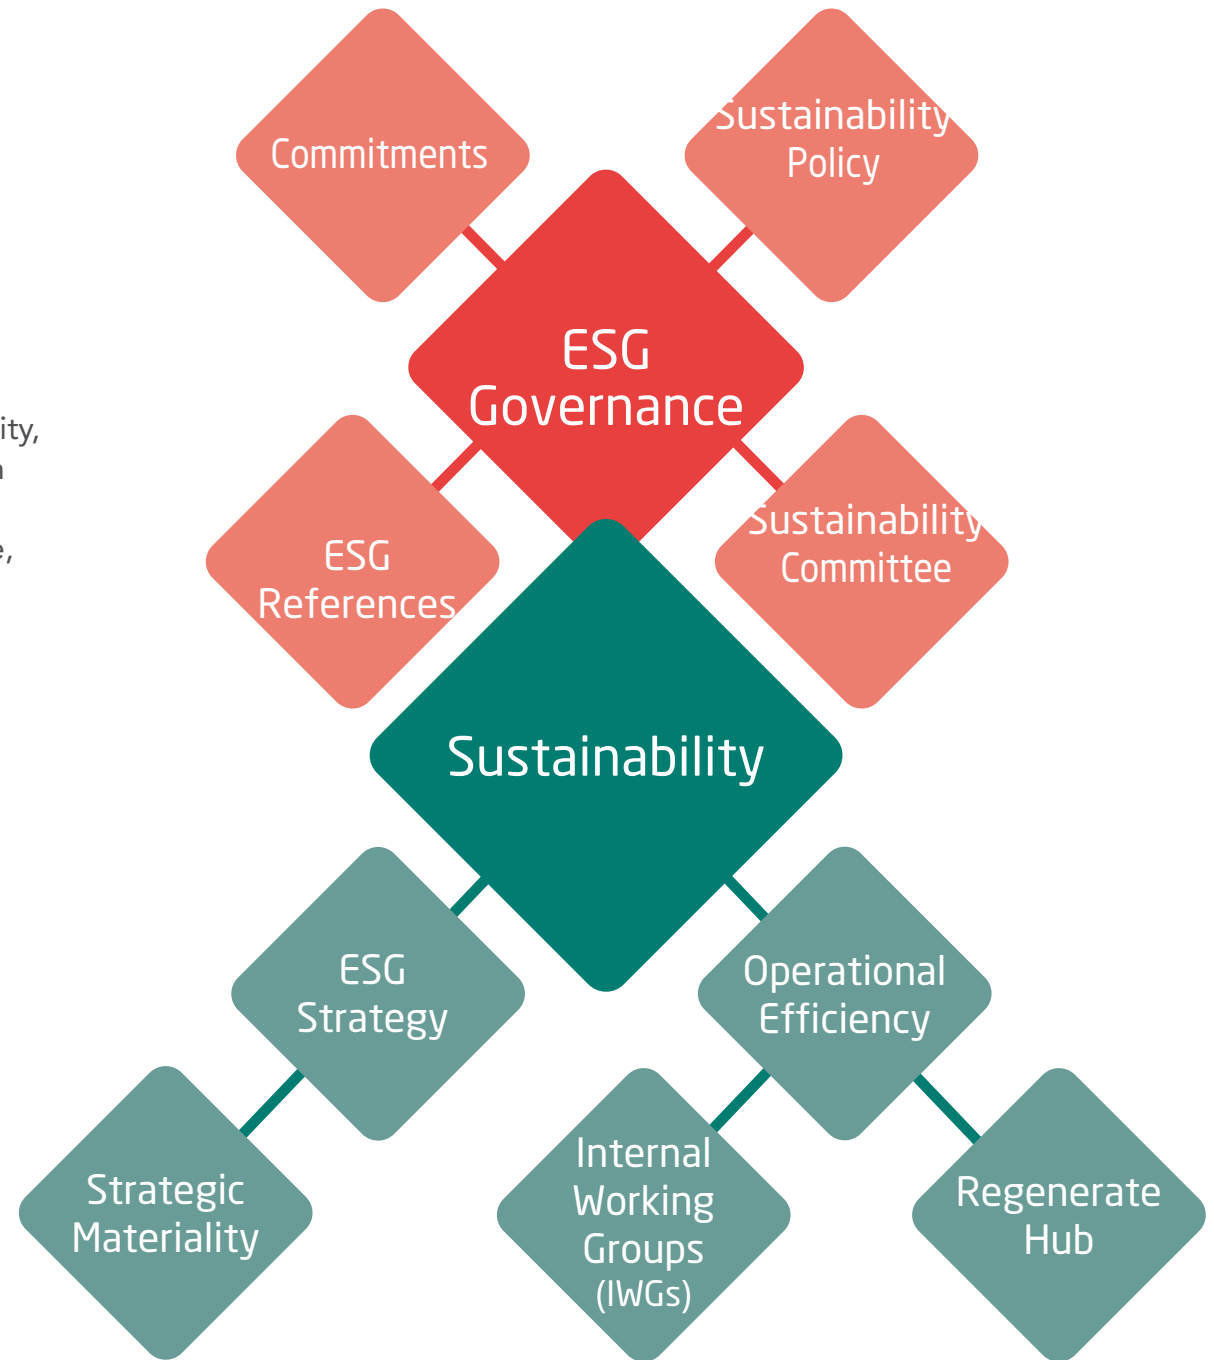 Commitments
Sustainability
Policy
ESG
Governance
ity,
e,
ESG
References
Sustainability
Committee
Sustainability
ESG
Strategy
Operational
Efficiency
Strategic
Materiality
Internal
Working
Groups
(IWGs)
Regenerate
Hub